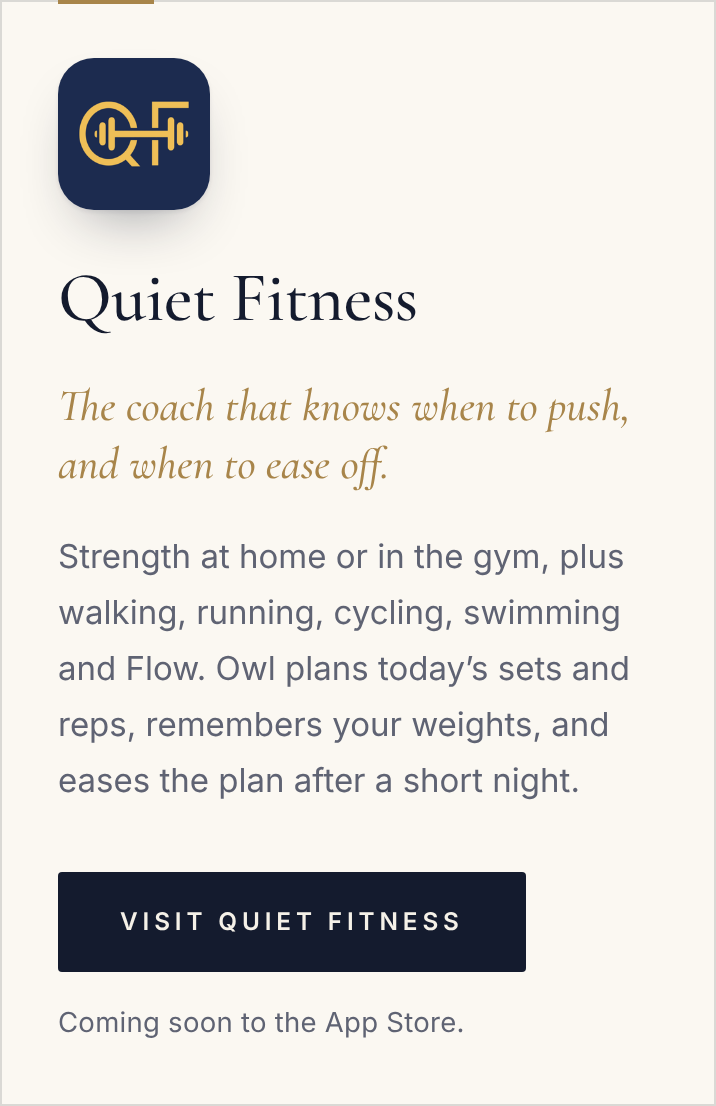 QF
Quiet Fitness
The coach that knows when to push,
and when to ease off.
Strength at home or in the gym, plus
walking, running, cycling, swimming
and Flow. Owl plans today’s sets and
reps, remembers your weights, and
eases the plan after a short night.
VISIT QUIET FITNESS
Coming soon to the App Store.